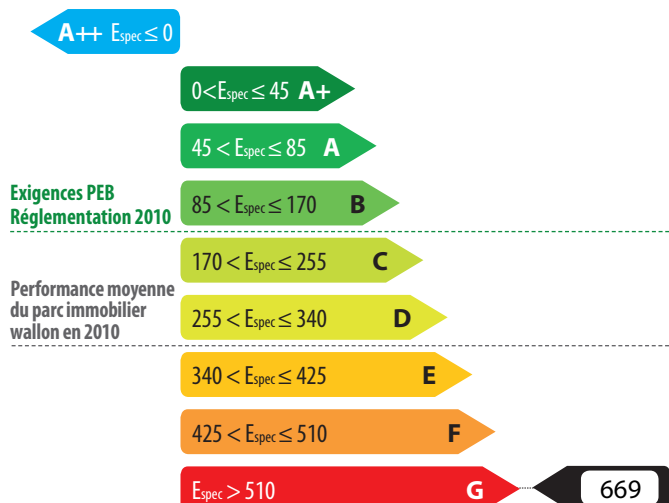 A++ Espec ≤ 0
0<Espec ≤ 45 A+
45 < Espec ≤ 85 A
Exigences PEB
Réglementation 2010
85 < Espec ≤ 170 B
170 < Espec ≤ 255 C
Performance moyenne
du parc immobilier
wallon en 2010
255 < Espec ≤ 340 D
340 < Espec ≤ 425 E
425 < Espec ≤ 510 F
Espec > 510 G 669